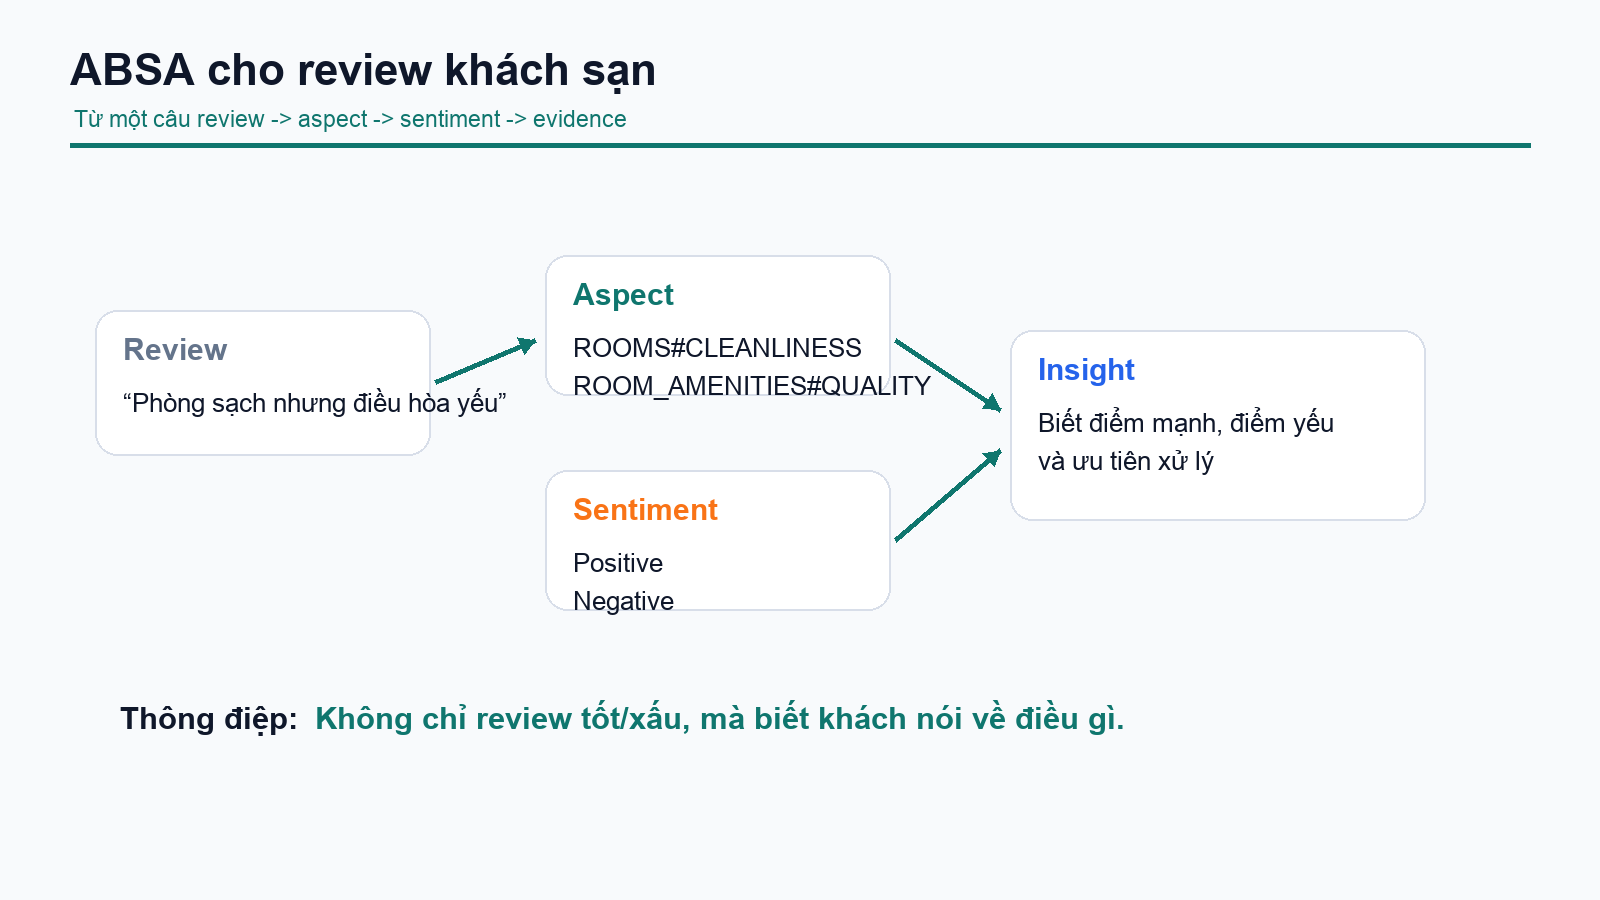 ABSA cho review khách sạn
Từ một câu review -> aspect -> sentiment -> evidence
Review
“Phòng sạch nhưng điều hòa yếu”
Aspect
ROOMS#CLEANLINESS
ROOM_AMENITIES#QUALITY
Sentiment
Positive
Negative
Insight
Biết điểm mạnh, điểm yếu
và ưu tiên xử lý
Thông điệp: Không chỉ review tốt/xấu, mà biết khách nói về điều gì.